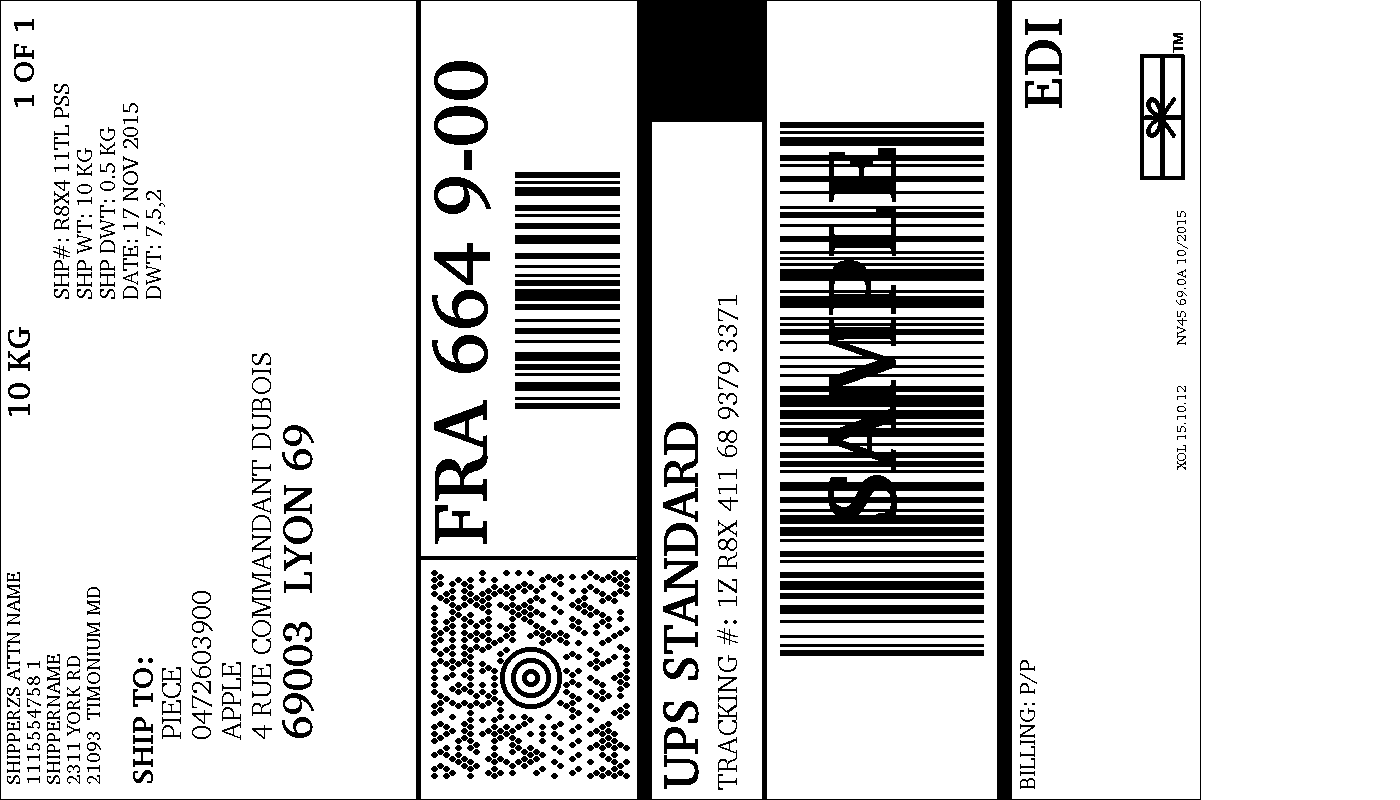 SHIPPERZS ATTN NAME
1115554758 1
SHIPPERNAME
2311 YORK RD
21093  TIMONIUM MD
10 KG
1 OF 1
SHP#: R8X4 11TL PSS
SHP WT: 10 KG
SHP DWT: 0.5 KG
DATE: 17 NOV 2015
DWT: 7,5,2
SHIP TO:
PIECE
0472603900
APPLE
4 RUE COMMANDANT DUBOIS
69003  LYON 69
FRA 664 9-00
UPS STANDARD
TRACKING #: 1Z R8X 411 68 9379 3371
SAMPLE
BILLING: P/P
EDI
XOL 15.10.12
NV45 69.0A 10/2015
TM